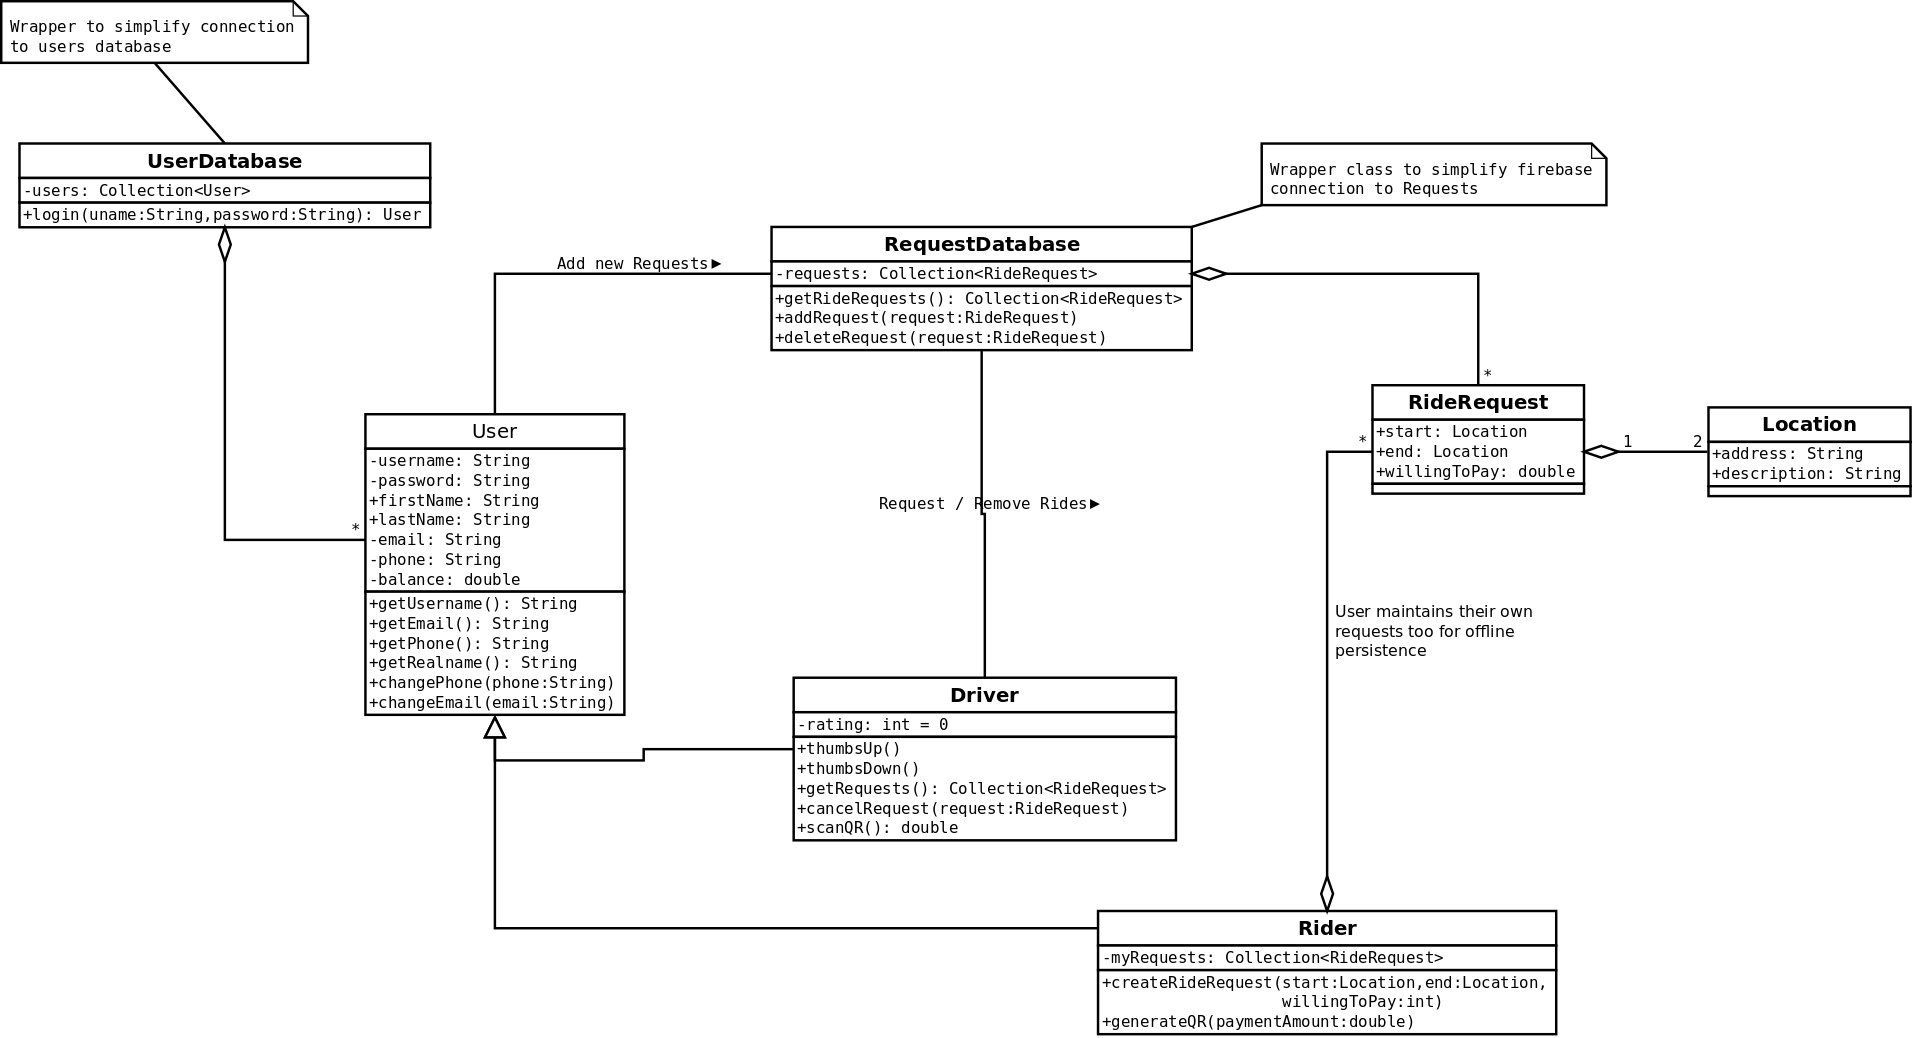 Wrapper to simplify connection
to users database
UserDatabase
-users: Collection<User>
+login(uname:String,password:String): User
Wrapper class to simplify firebase
connection to Requests
RequestDatabase
-requests: Collection<RideRequest>
+getRideRequests(): Collection<RideRequest>
+addRequest(request:RideRequest)
+deleteRequest(request:RideRequest)
Add new Requests►
*
RideRequest
+start: Location
+end: Location
+willingToPay: double
*
1
2
Location
+address: String
+description: String
User
-username: String
-password: String
+firstName: String
+lastName: String
-email: String
-phone: String
-balance: double
+getUsername(): String
+getEmail(): String
+getPhone(): String
+getRealname(): String
+changePhone(phone:String)
+changeEmail(email:String)
*
Request / Remove Rides►
User maintains their own
requests too for offline
persistence
Driver
-rating: int = 0
+thumbsUp()
+thumbsDown()
+getRequests(): Collection<RideRequest>
+cancelRequest(request:RideRequest)
+scanQR(): double
Rider
-myRequests: Collection<RideRequest>
+createRideRequest(start:Location,end:Location,
willingToPay:int)
+generateQR(paymentAmount:double)